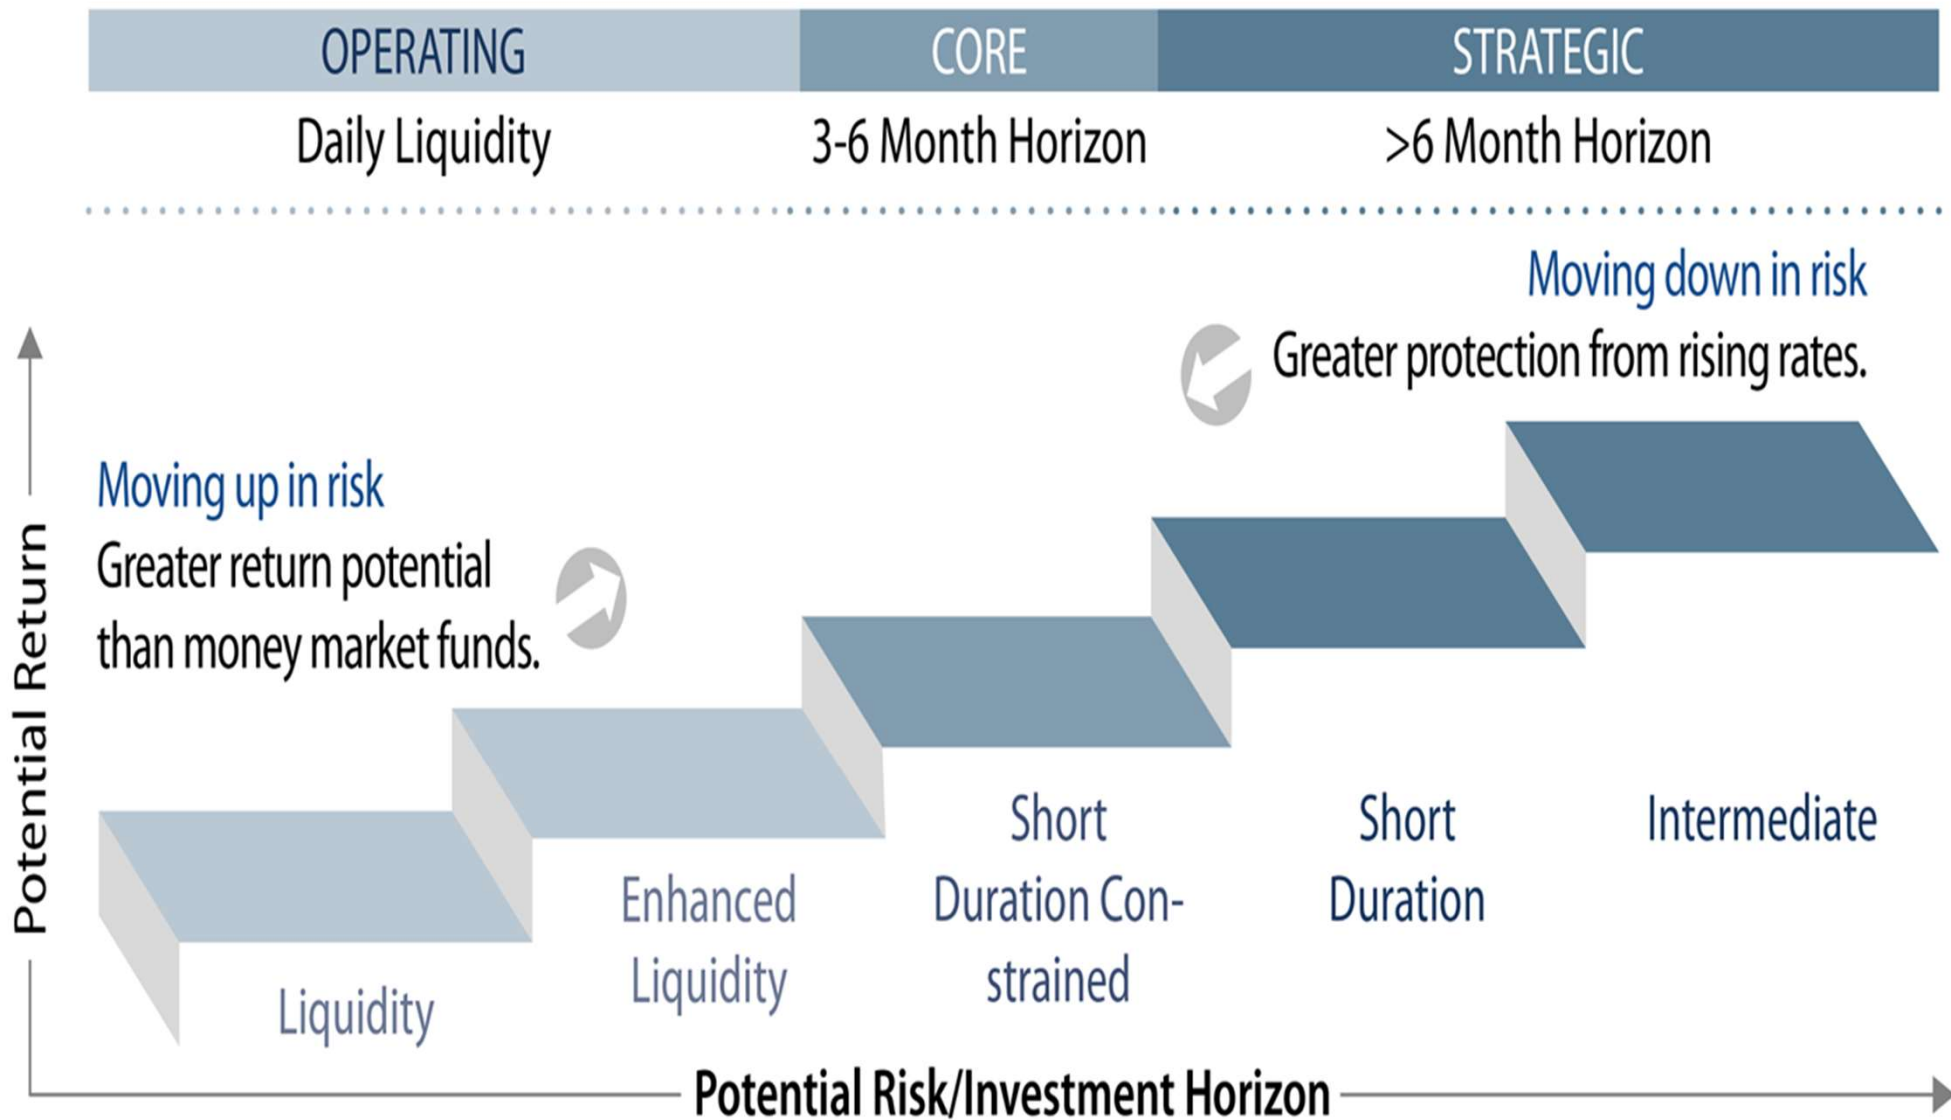 OPERATING
CORE
STRATEGIC
Daily Liquidity
3-6 Month Horizon
>6 Month Horizon
Moving down in risk
Greater protection from rising rates.
Moving up in risk
Greater return potential
than money market funds.
Potential Return
Liquidity
Enhanced
Liquidity
Short
Duration Con-
strained
Short
Duration
Intermediate
Potential Risk/Investment Horizon